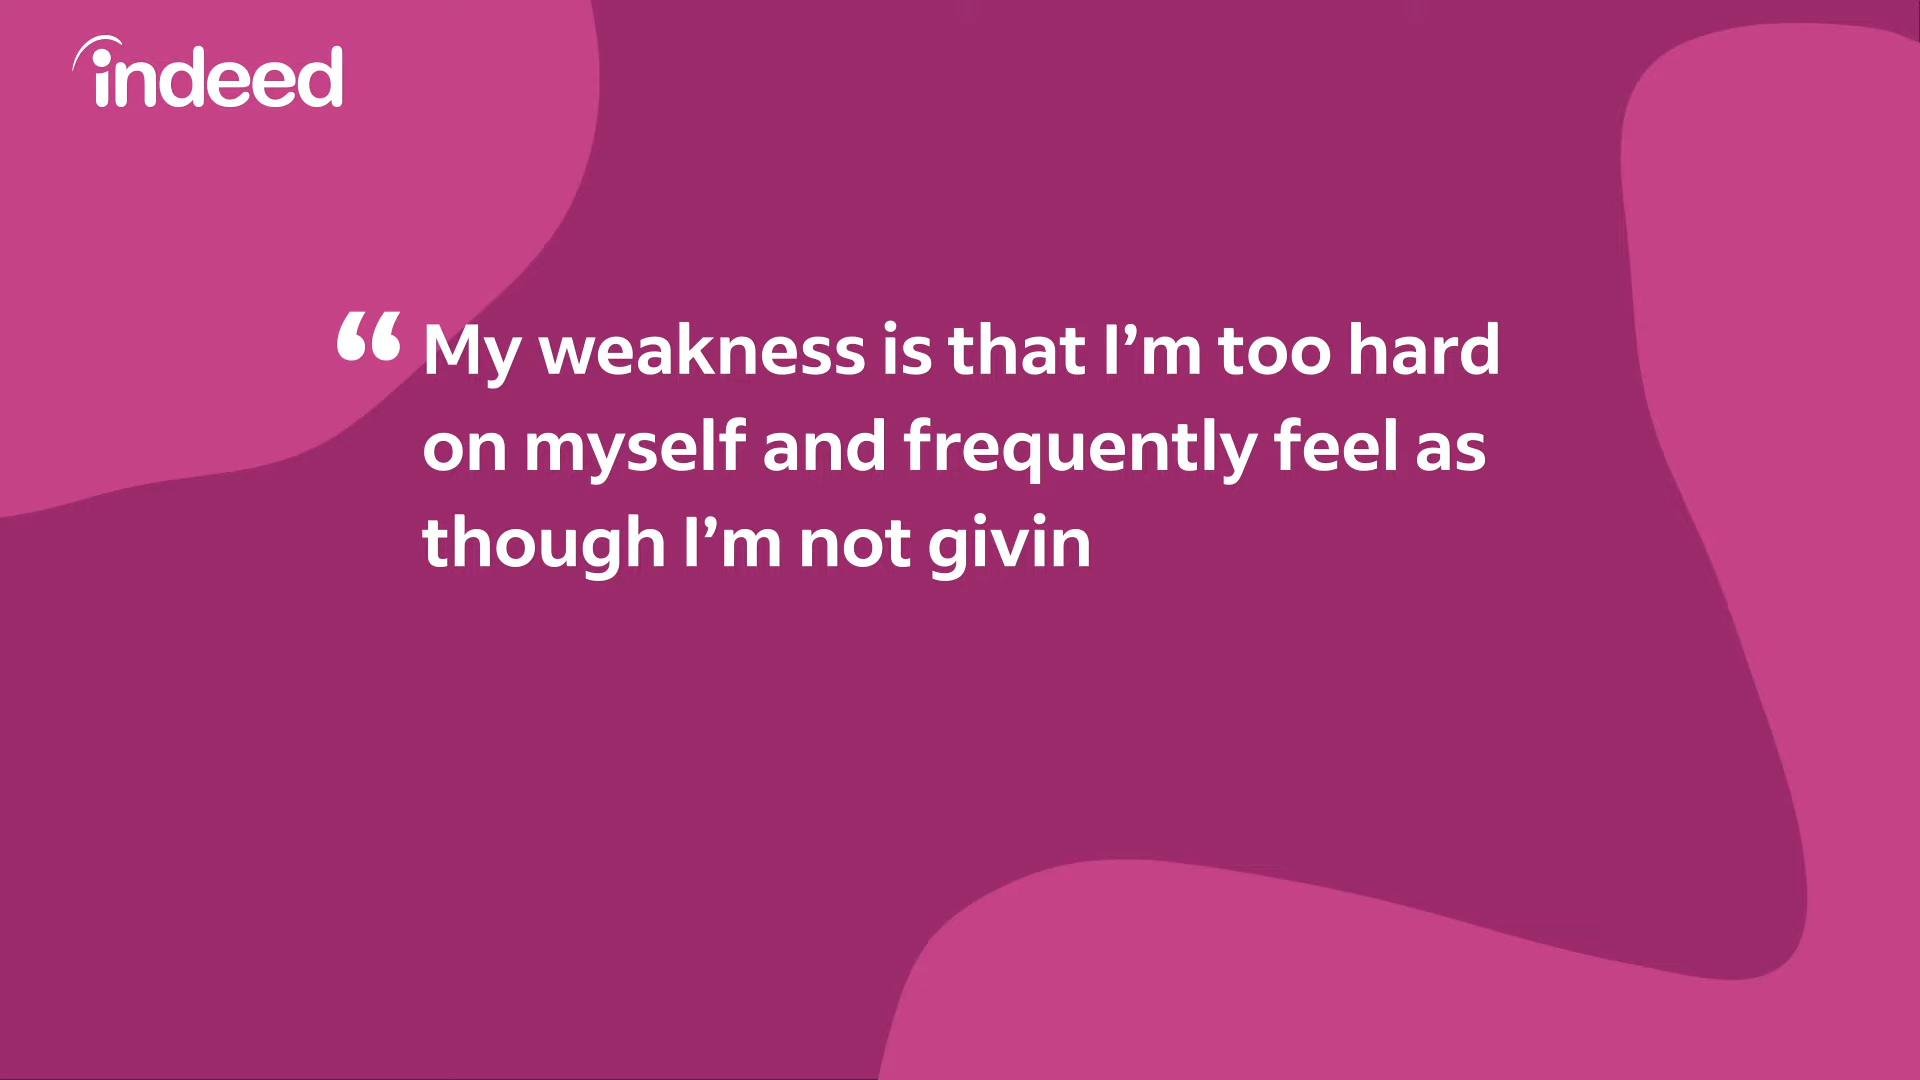 indeed
“My weakness is that I’m too hard
on myself and frequently feel as
though I’m not givin